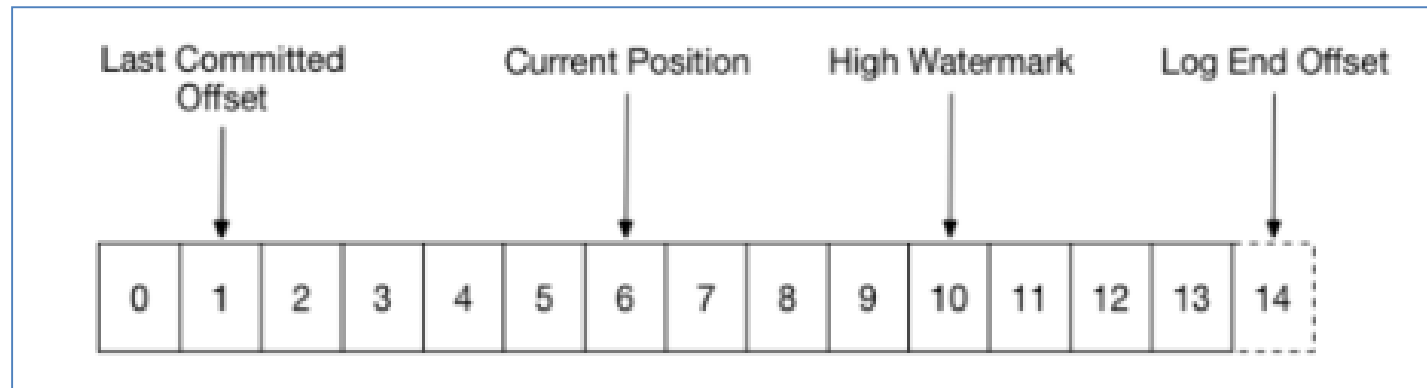 Last Committed
Offset
Current Position
High Watermark
Log End Offset
0 1 2 3 4 5 6 7 8 9 10 11 12 13 14